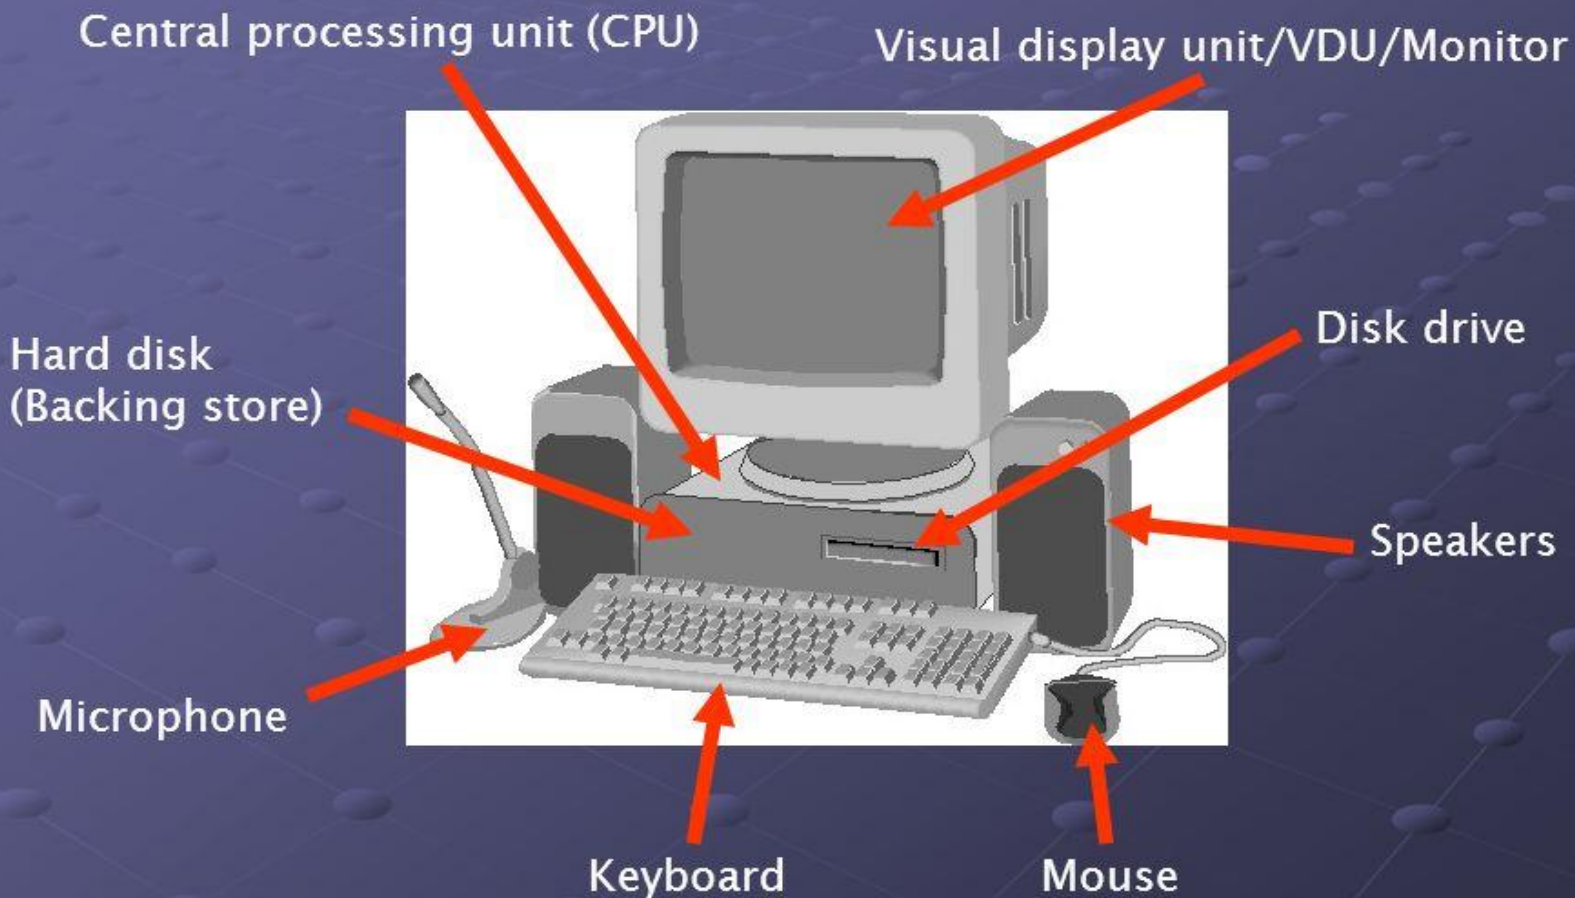 Central processing unit (CPU)
Visual display unit/VDU/Monitor
Disk drive
Hard disk
(Backing store)
Speakers
Microphone
Keyboard
Mouse